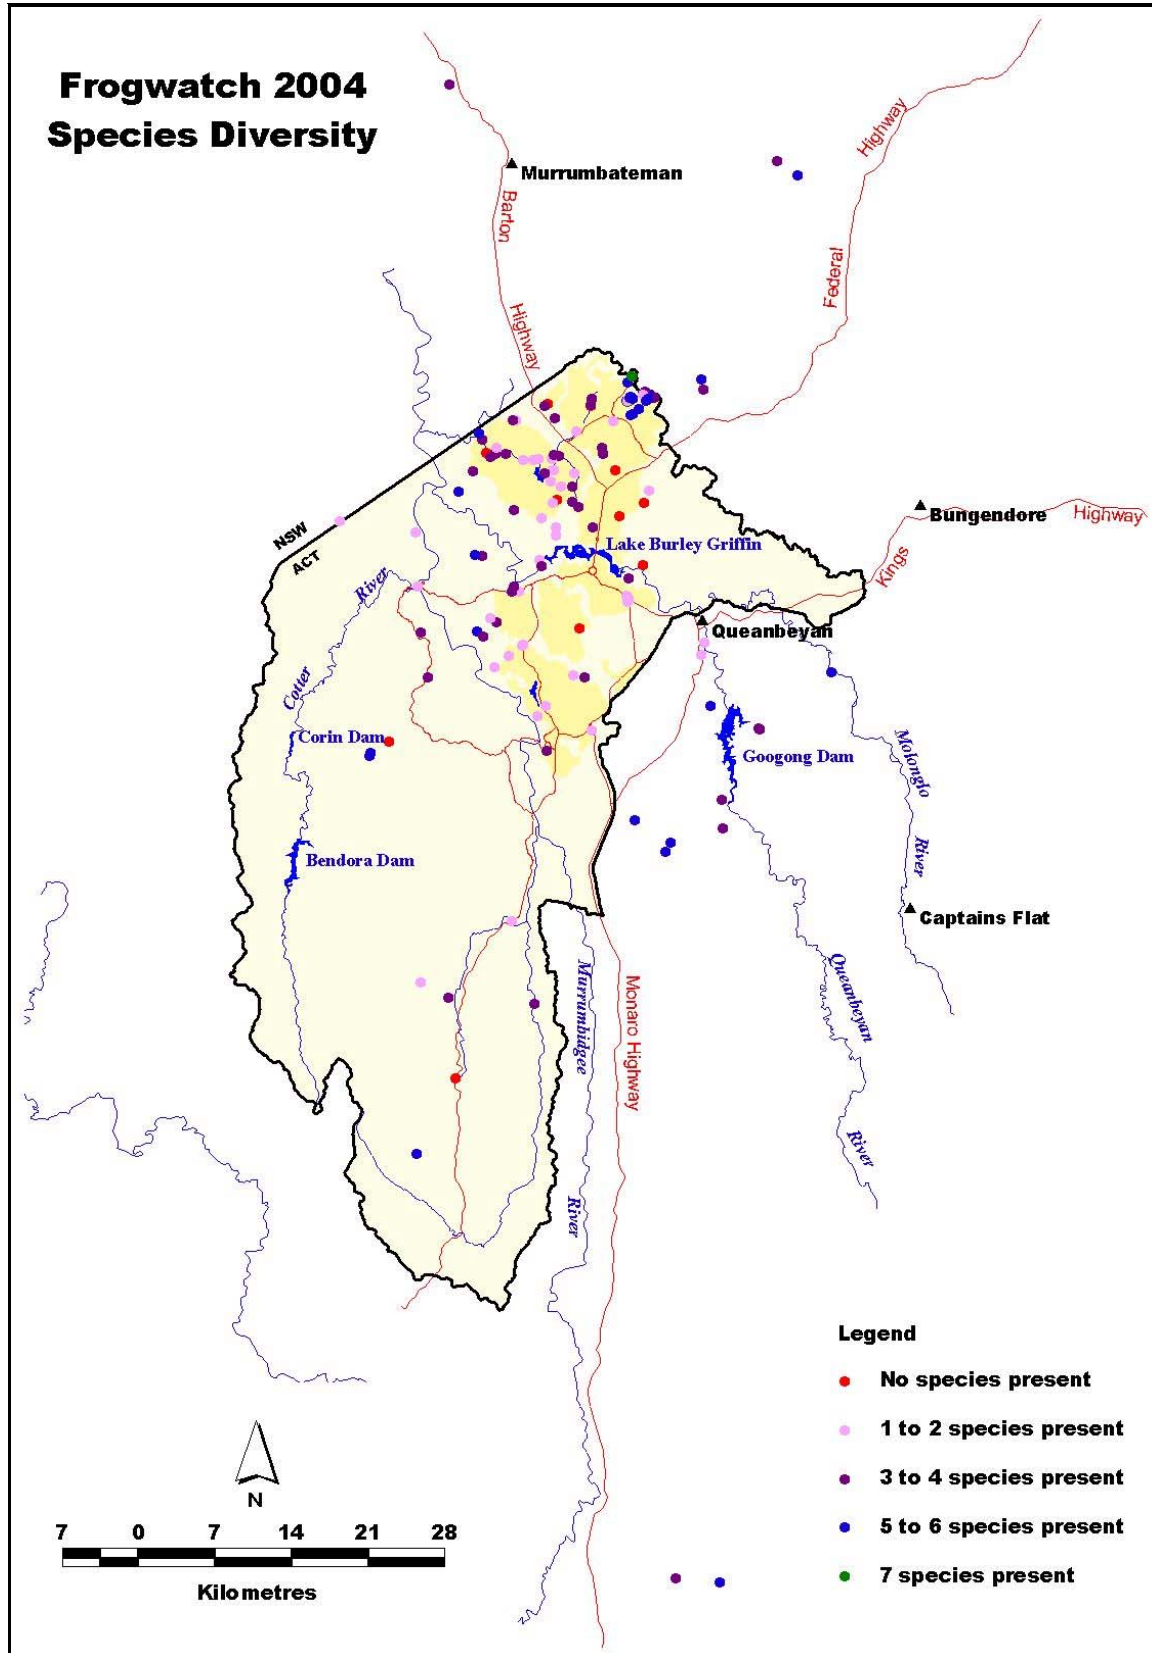 Frogwatch 2004
Species Diversity
Murrumbateman
Barton
Highway
Federal
Highway
NSW
ACT
Lake Burley Griffin
Bungendore
Kings
Highway
Queanbeyan
River
Cotter
Corin Dam
Bendora Dam
Googong Dam
Molonglo
River
Captains Flat
Queanbeyan
River
Murrumbidgee
River
Monaro Highway
Legend
No species present
1 to 2 species present
3 to 4 species present
5 to 6 species present
7 species present
N
7 0 7 14 21 28
Kilometres